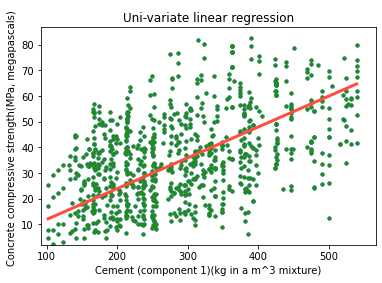 Uni-variate linear regression
Concrete compressive strength(MPa, megapascals)
80
70
60
50
40
30
20
10
100 200 300 400 500
Cement (component 1)(kg in a m^3 mixture)